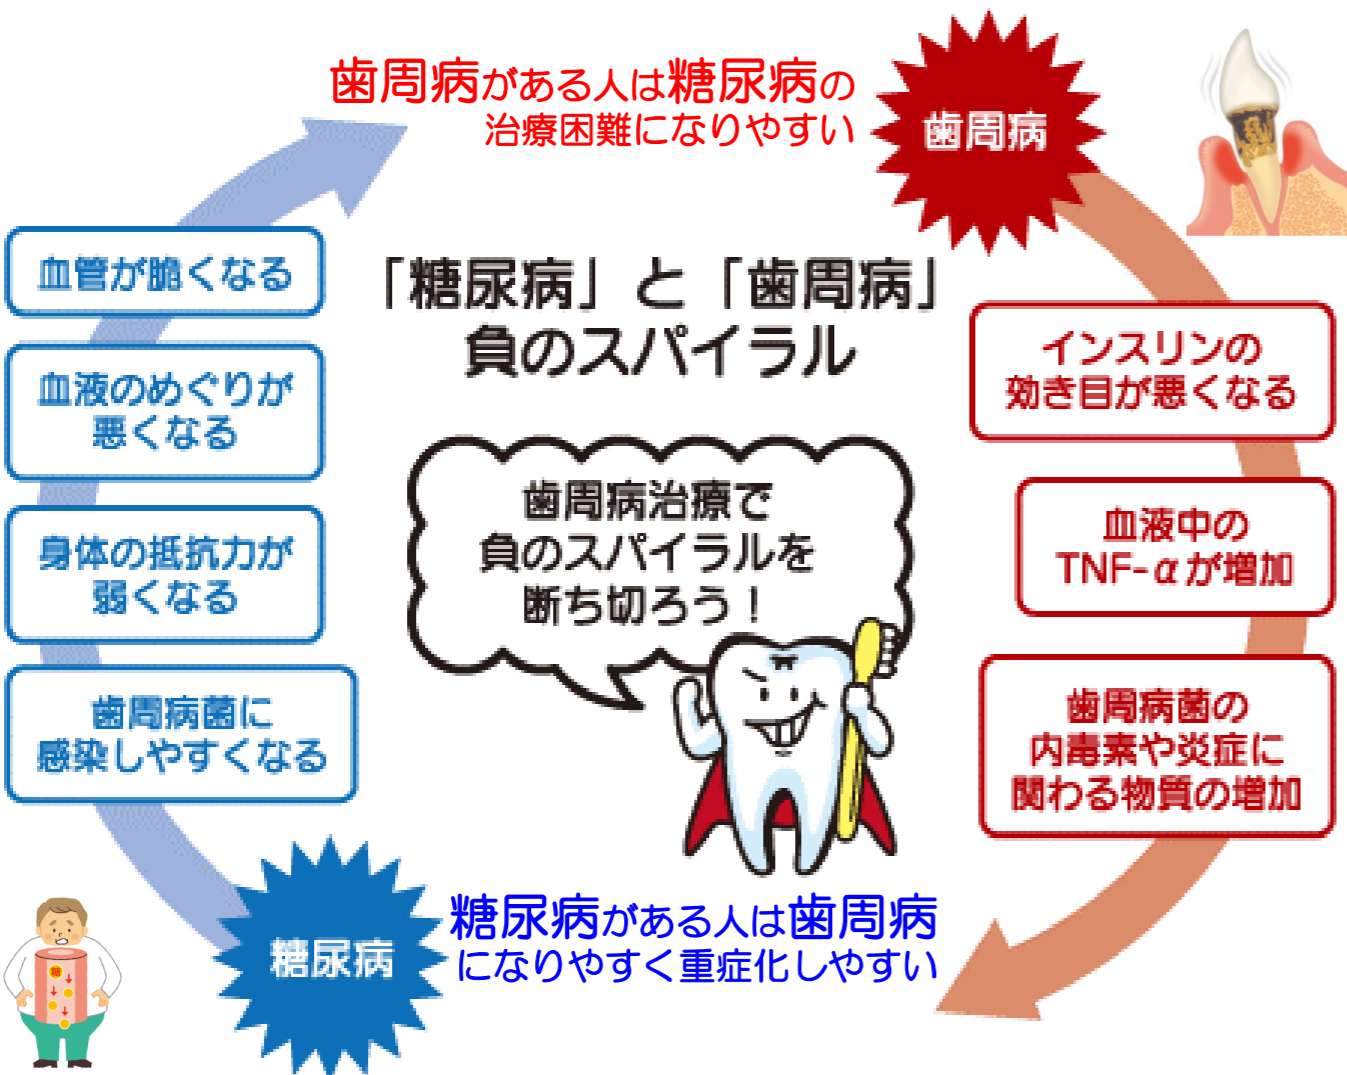 歯周病がある人は糖尿病の
治療困難になりやすい
歯周病
「糖尿病」と「歯周病」
負のスパイラル
血管が脆くなる
血液のめぐりが
悪くなる
身体の抵抗力が
弱くなる
歯周病菌に
感染しやすくなる
インスリンの
効き目が悪くなる
血液中の
TNF-αが増加
歯周病菌の
内毒素や炎症に
関わる物質の増加
歯周病治療で
負のスパイラルを
断ち切ろう！
糖尿病
糖尿病がある人は歯周病
になりやすく重症化しやすい
糖